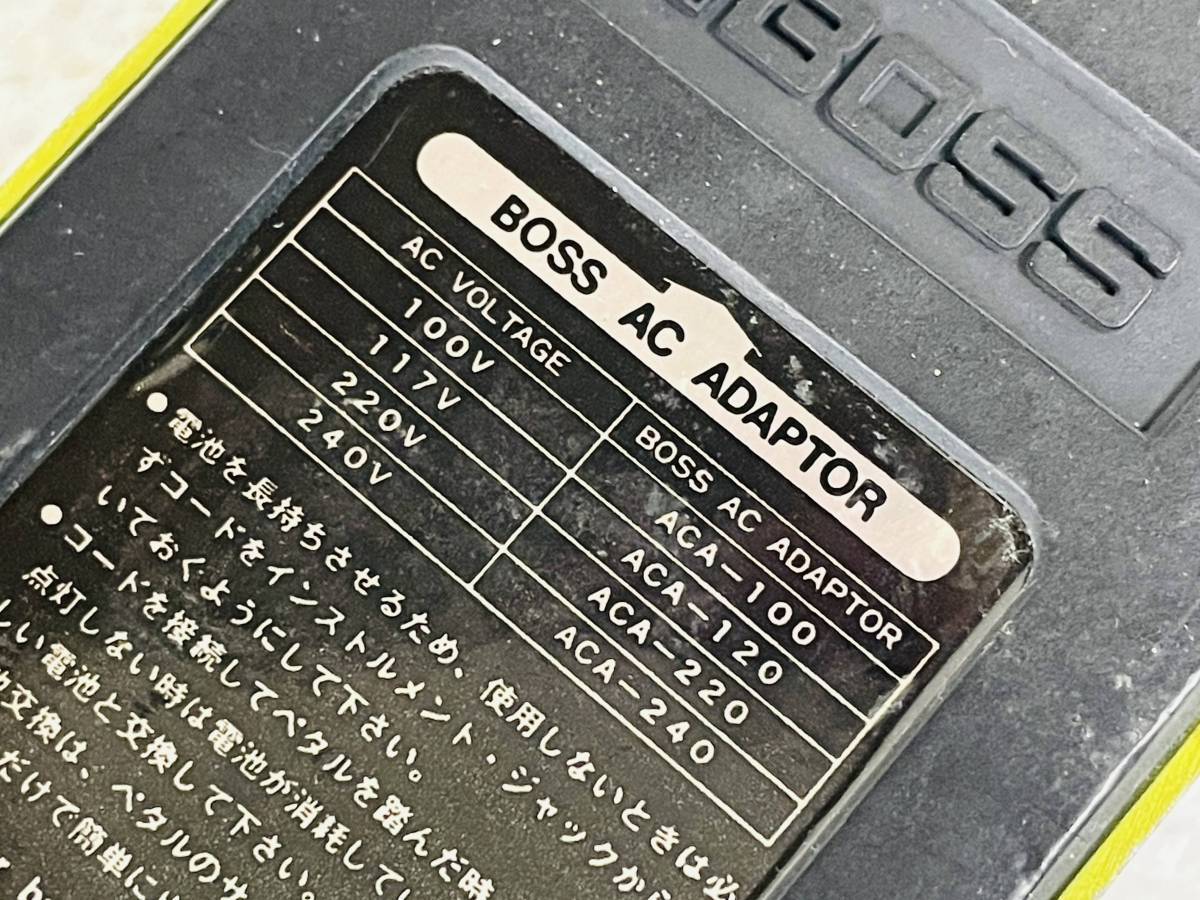 BOSS
BOSS AC ADAPTOR
AC VOLTAGE BOSS AC ADAPTOR
100V ACA-100
117V ACA-120
220V ACA-220
240V ACA-240
●電池を長持ちさせるため、使用しないときは必
ずコードをインストルメント・ジャックから
いておくようにして下さい。
●コードを接続してペダルを踏んだ時
点灯しない時は電池が消耗してい
しい電池と交換して下さい。
交換は、ペダルのサ
だけで簡単に